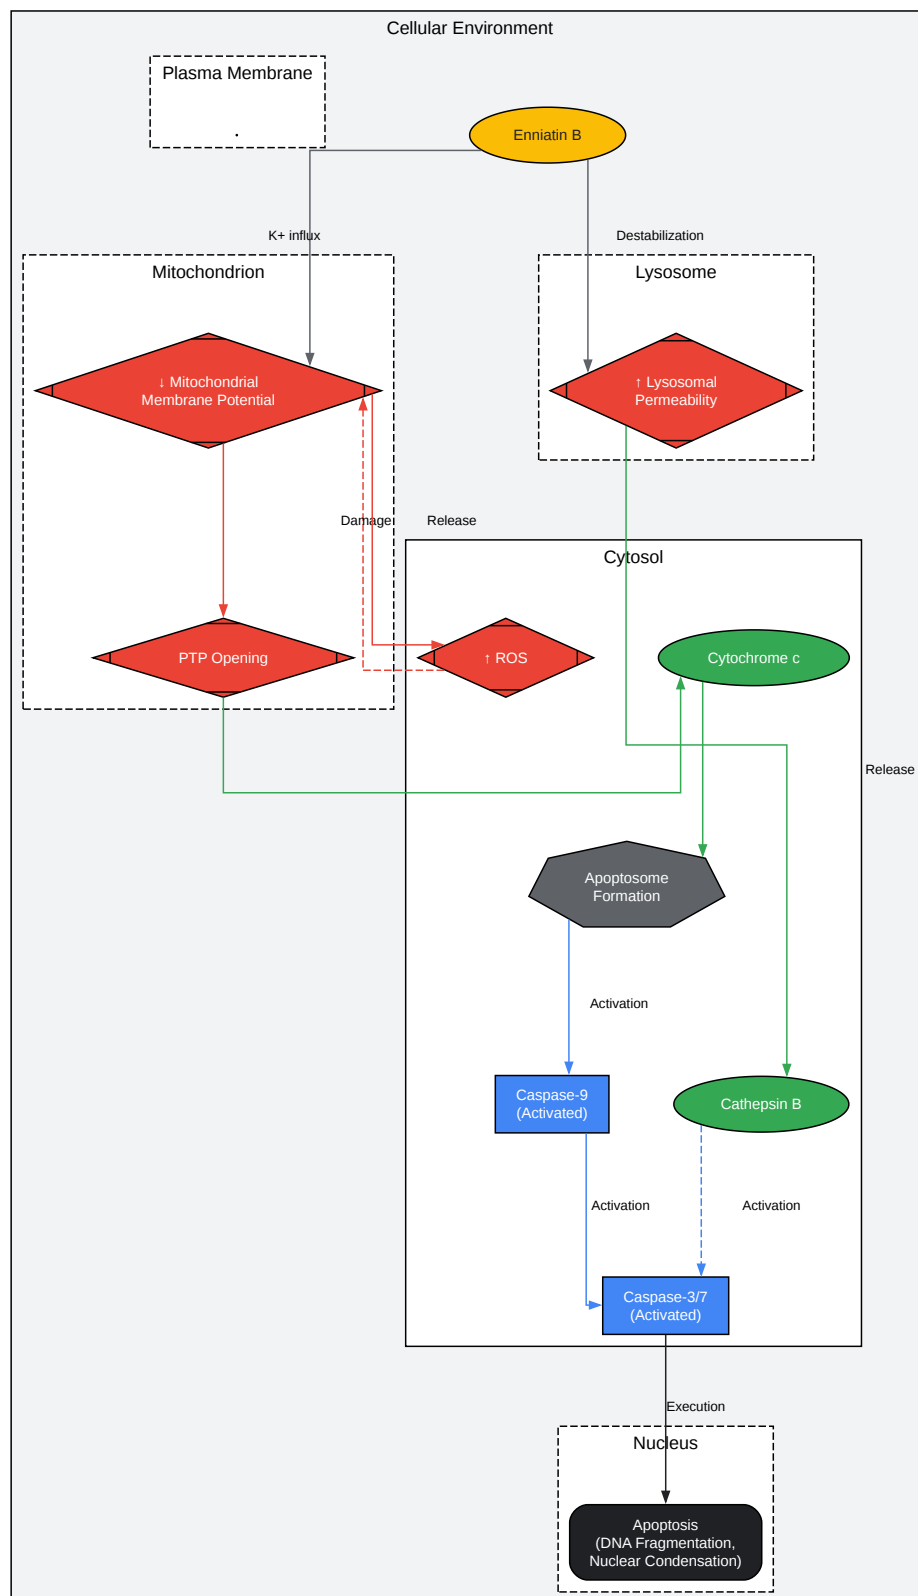 Cellular Environment
Plasma Membrane
.
Enniatin B
K+ influx
Destabilization
Mitochondrion
Lysosome
↓ Mitochondrial
Membrane Potential
↑ Lysosomal
Permeability
Damage
Release
Cytosol
PTP Opening
↑ ROS
Cytochrome c
Release
Apoptosome
Formation
Activation
Caspase-9
(Activated)
Cathepsin B
Activation
Activation
Caspase-3/7
(Activated)
Execution
Nucleus
Apoptosis
(DNA Fragmentation,
Nuclear Condensation)